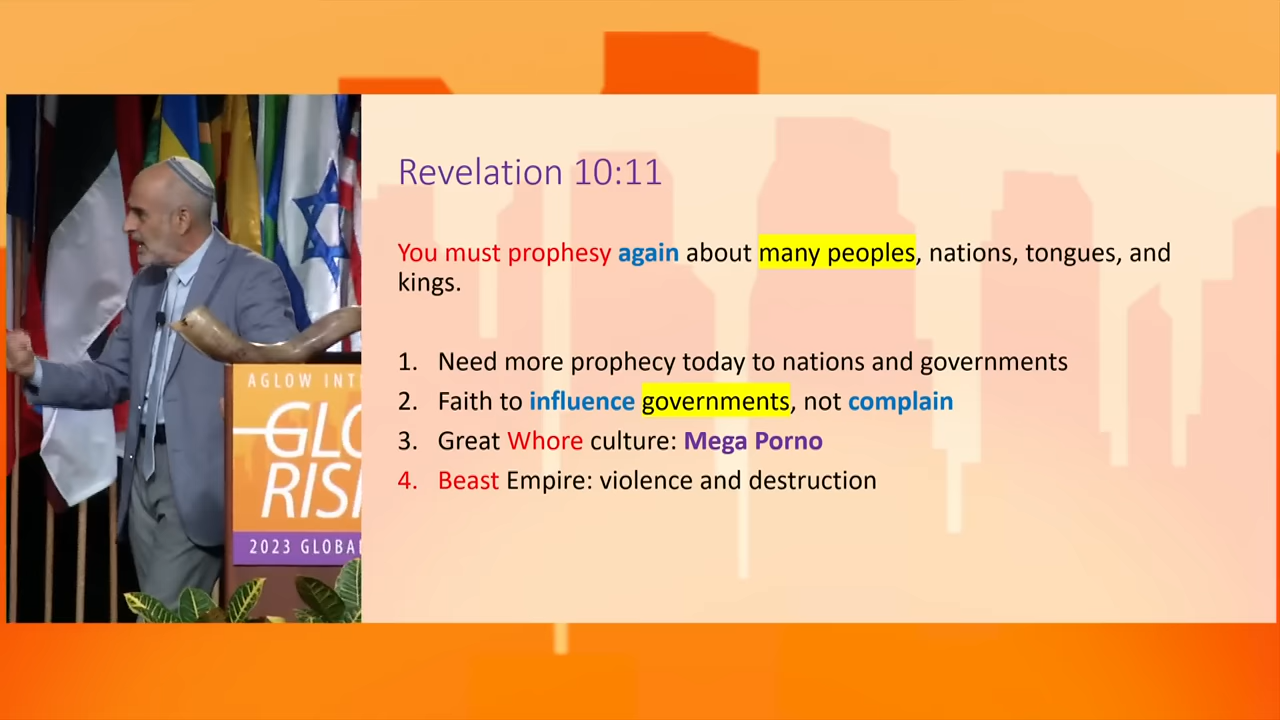 Revelation 10:11
You must prophesy again about many peoples, nations, tongues, and
kings.
1. Need more prophecy today to nations and governments
2. Faith to influence governments, not complain
3. Great Whore culture: Mega Porno
4. Beast Empire: violence and destruction
AGLOW INT
GLO
RIS
2023 GLOBA